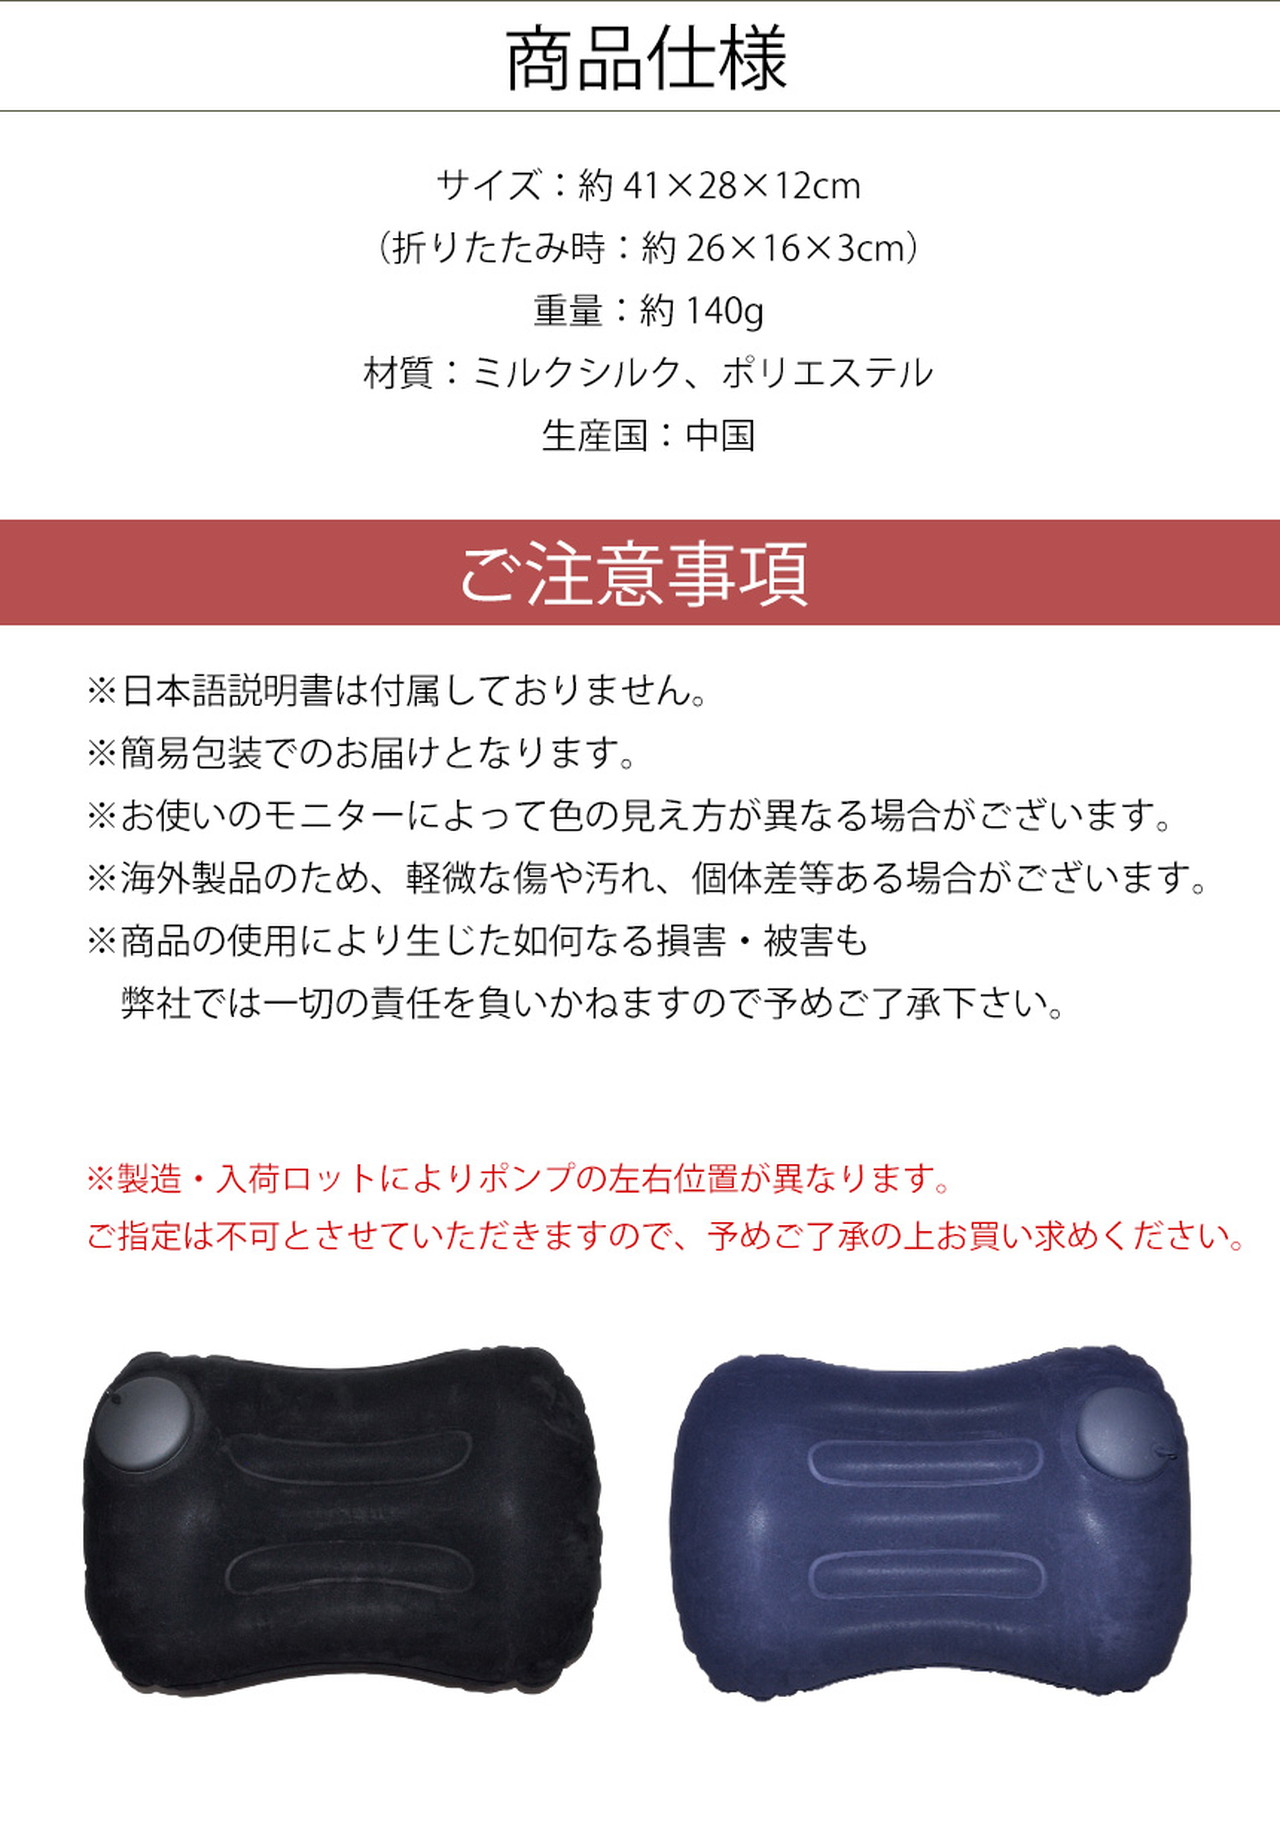 商品仕様
サイズ：約 41×28×12cm
（折りたたみ時：約 26×16×3cm）
重量：約 140g
材質：ミルクシルク、ポリエステル
生産国：中国
ご注意事項
※日本語説明書は付属しておりません。
※簡易包装でのお届けとなります。
※お使いのモニターによって色の見え方が異なる場合がございます。
※海外製品のため、軽微な傷や汚れ、個体差等ある場合がございます。
※商品の使用により生じた如何なる損害・被害も
弊社では一切の責任を負いかねますので予めご了承下さい。
※製造・入荷ロットによりポンプの左右位置が異なります。
ご指定は不可とさせていただきますので、予めご了承の上お買い求めください。